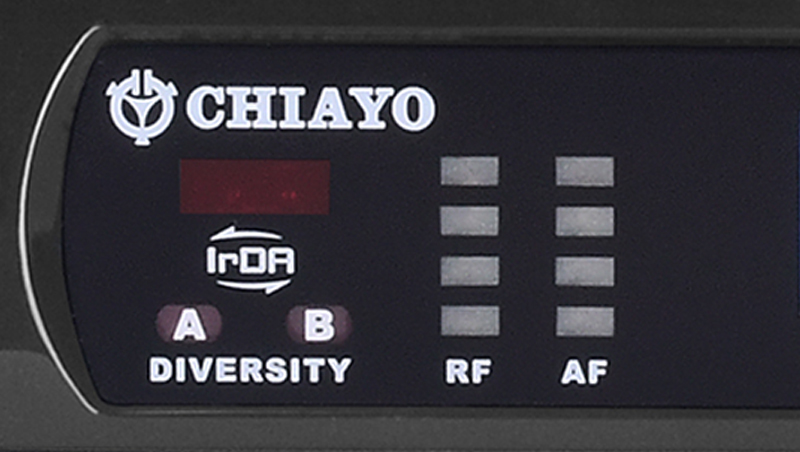 CHIAYO
IrDA
A B
DIVERSITY
RF AF